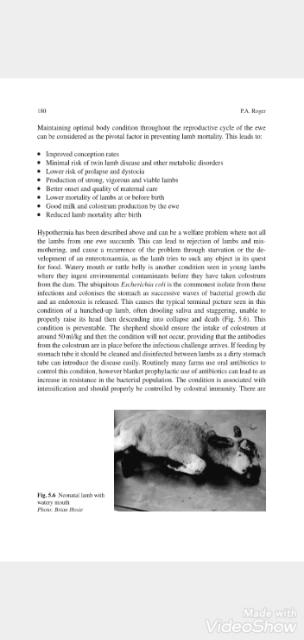 180
P.A. Roger
Maintaining optimal body condition throughout the reproductive cycle of the ewe
can be considered as the pivotal factor in preventing lamb mortality. This leads to:
• Improved conception rates
• Minimal risk of twin lamb disease and other metabolic disorders
• Lower risk of prolapse and dystocia
• Production of strong, vigorous and viable lambs
• Better onset and quality of maternal care
• Lower mortality of lambs at or before birth
• Good milk and colostrum production by the ewe
• Reduced lamb mortality after birth
Hypothermia has been described above and can be a welfare problem where not all
the lambs from one ewe succumb. This can lead to rejection of lambs and mis-
mothering, and cause a recurrence of the problem through starvation or the de-
velopment of an enterotoxaemia, as the lamb tries to suck any object in its quest
for food. Watery mouth or rattle belly is another condition seen in young lambs
where they ingest environmental contaminants before they have taken colostrum
from the dam. The ubiquitous Escherichia coli is the commonest isolate from these
infections and colonises the stomach as successive waves of bacterial growth die
and an endotoxin is released. This causes the typical terminal picture seen in this
condition of a hunched-up lamb, often drooling saliva and staggering, unable to
properly raise its head then descending into collapse and death (Fig. 5.6). This
condition is preventable. The shepherd should ensure the intake of colostrum at
around 50 ml/kg and then the condition will not occur, providing that the antibodies
from the colostrum are in place before the infectious challenge arrives. If feeding by
stomach tube it should be cleaned and disinfected between lambs as a dirty stomach
tube can introduce the disease easily. Routinely many farms use oral antibiotics to
control this condition, however blanket prophylactic use of antibiotics can lead to an
increase in resistance in the bacterial population. The condition is associated with
intensification and should properly be controlled by colostral immunity. There are
Fig. 5.6 Neonatal lamb with
watery mouth
Photo: Brian Hosie
Made with
VideoShow